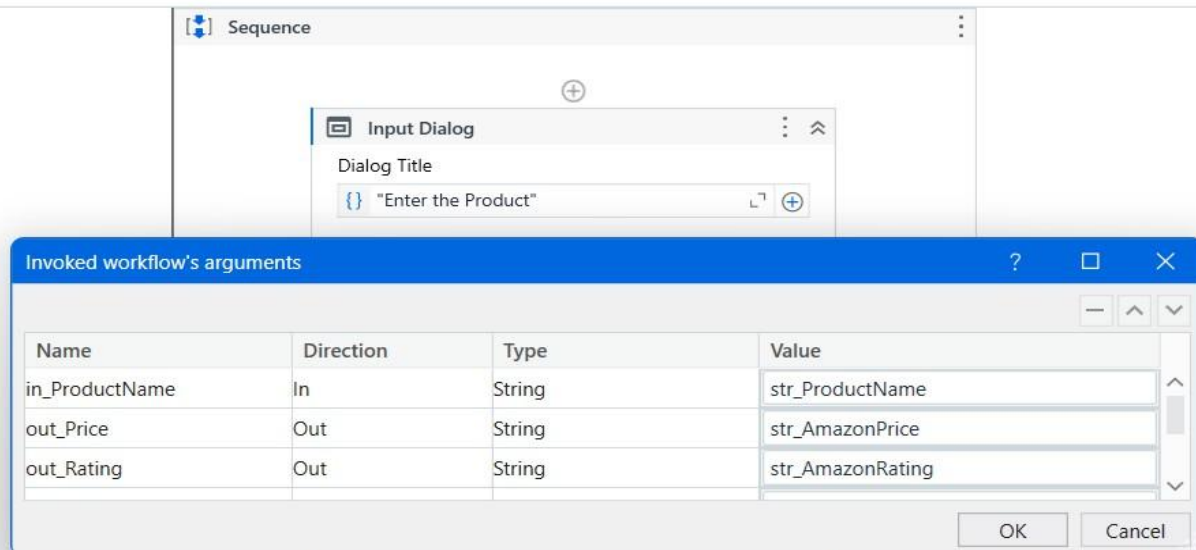 Sequence
Input Dialog
Dialog Title
{} "Enter the Product"
Invoked workflow's arguments ?
Name Direction Type Value
in_ProductName In String str_ProductName
out_Price Out String str_AmazonPrice
out_Rating Out String str_AmazonRating
OK Cancel